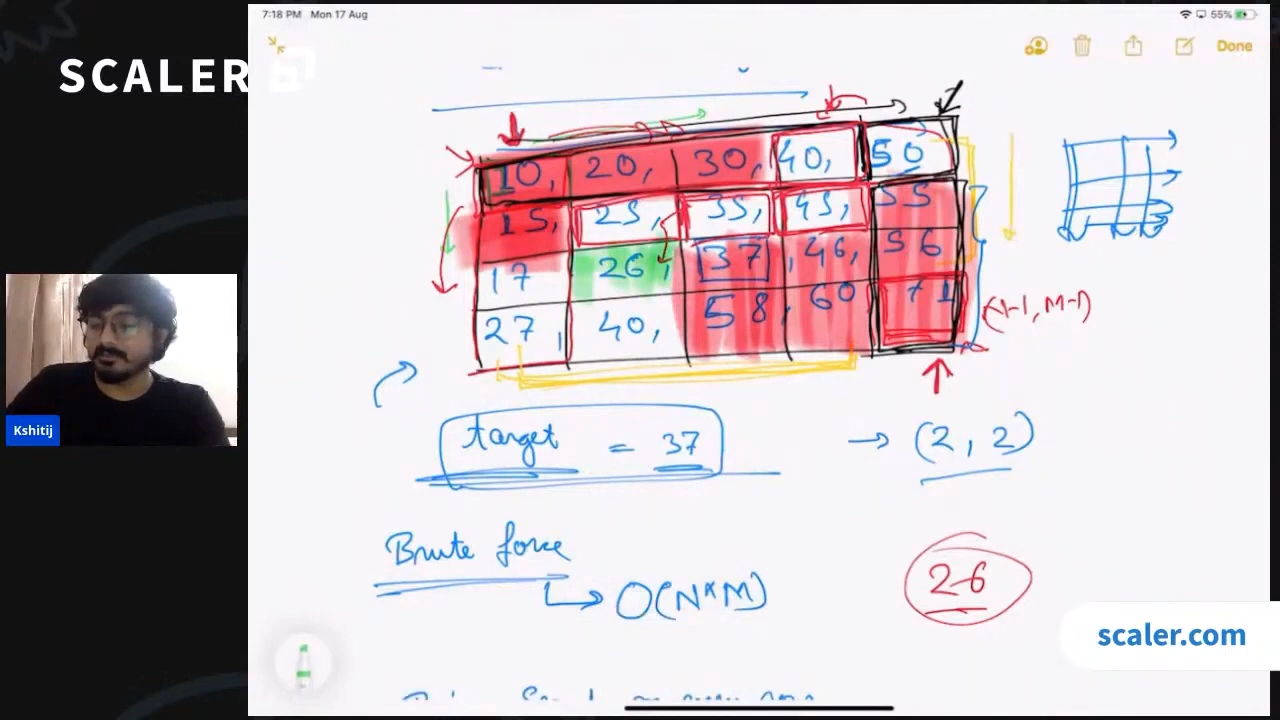 7:18 PM Mon 17 Aug
55%
SCALER
Done
10, 20, 30, 40, 50
15, 25, 35, 45, 55
17 26, 37, 46, 56
27, 40, 58, 60 71
Kshitij
target = 37 → (2, 2)
Brute force
O(N*M)
26
scaler.com